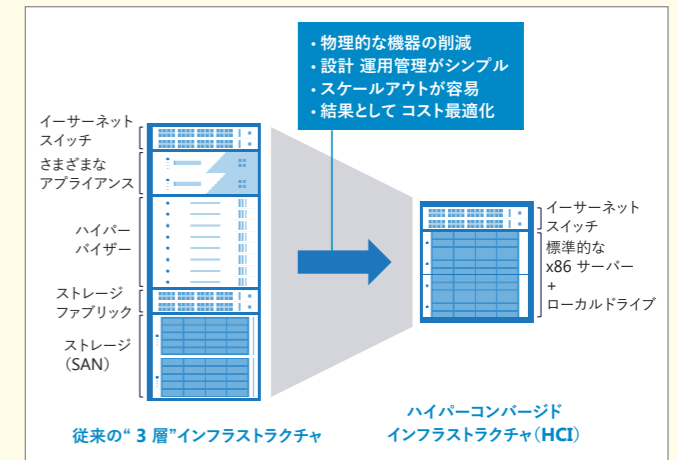 ・物理的な機器の削減
・設計 運用管理がシンプル
・スケールアウトが容易
・結果として コスト最適化
イーサーネット
スイッチ
さまざまな
アプライアンス
ハイパー
バイザー
ストレージ
ファブリック
ストレージ
（SAN）
従来の“ 3 層”インフラストラクチャ
イーサーネット
スイッチ
標準的な
x86 サーバー
+
ローカルドライブ
ハイパーコンバージド
インフラストラクチャ（HCI）